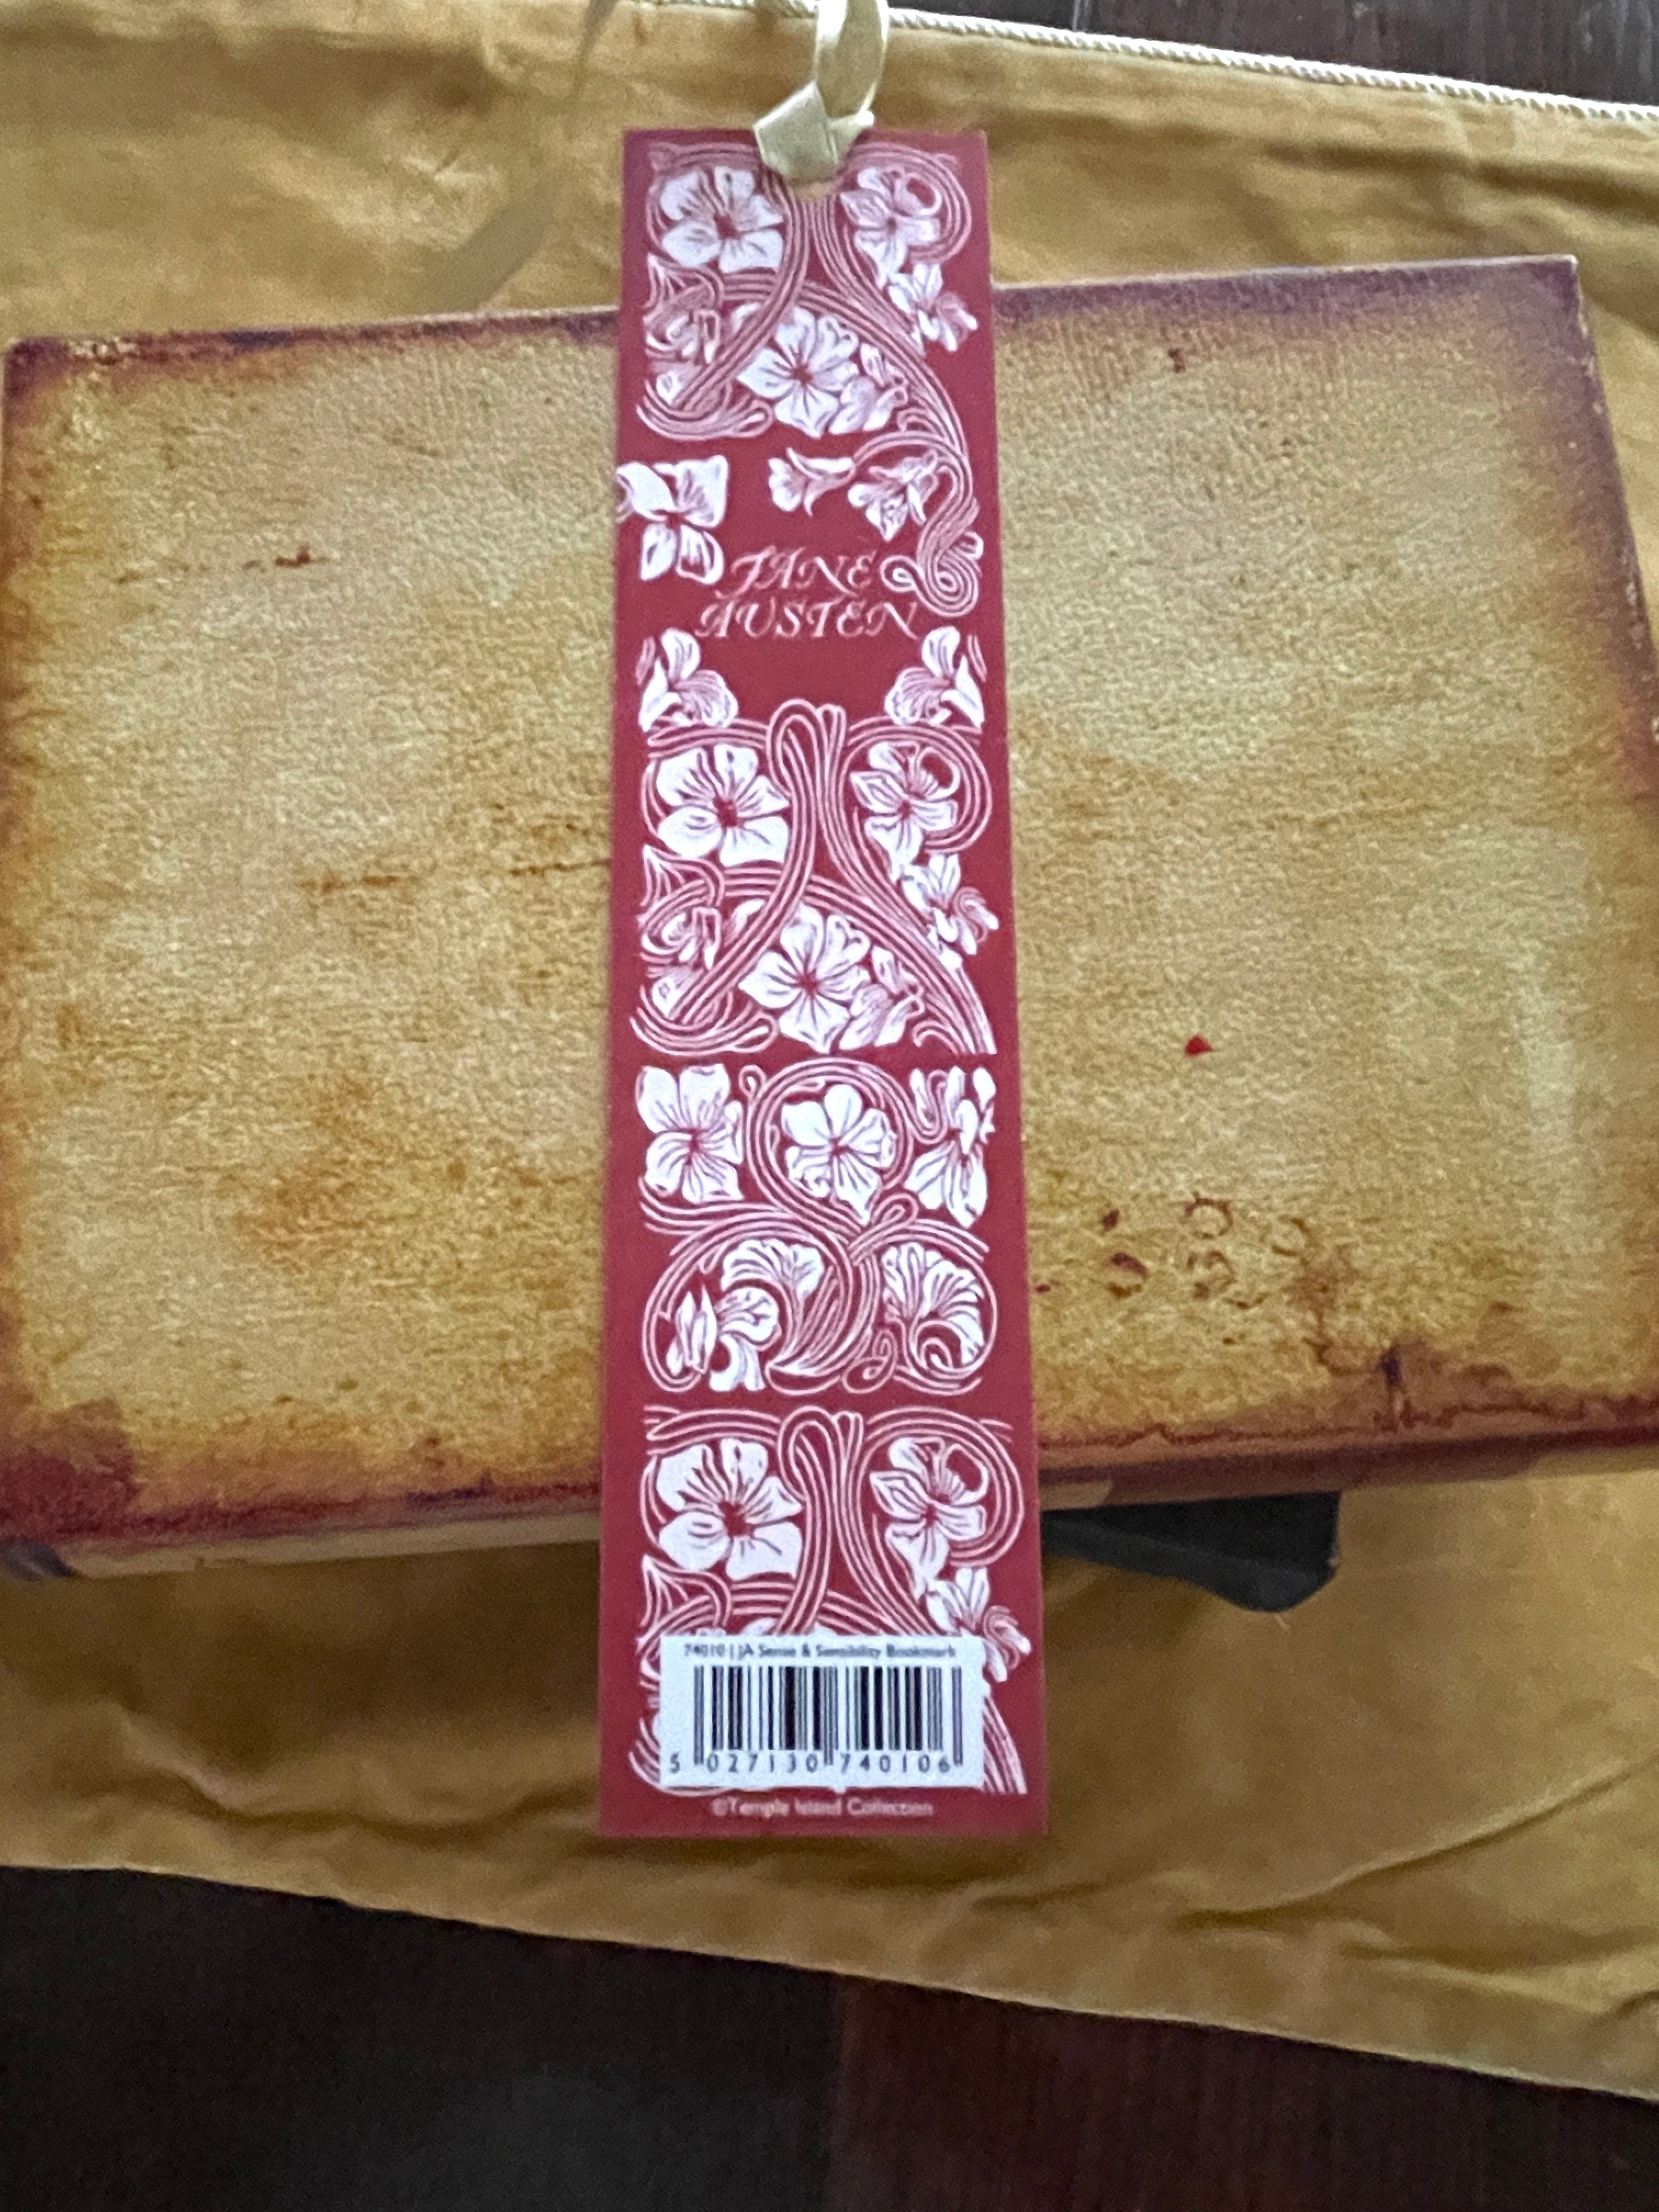 JANE
AUSTEN
74010 | JA Sense & Sensibility Bookmark
5 027130 740106
©Temple Island Collection